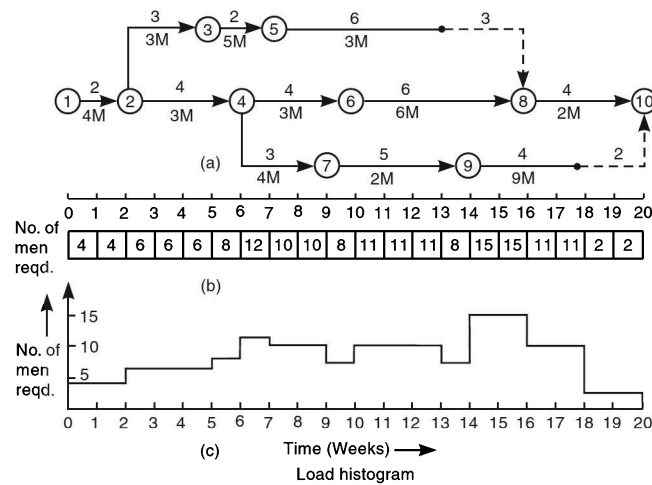 3 2 6 3
3 5
3M 5M 3M
2 4 4 6 4
1 2 4 6 8 10
4M 3M 3M 6M 2M
3 5 4 2
(a) 7 9
4M 2M 9M
0 1 2 3 4 5 6 7 8 9 10 11 12 13 14 15 16 17 18 19 20
No. of
men
reqd.
4 4 6 6 6 8 12 10 10 8 11 11 11 8 15 15 11 11 2 2
(b)
15
10
5
No. of
men
reqd.
0 1 2 3 4 5 6 7 8 9 10 11 12 13 14 15 16 17 18 19 20
(c) Time (Weeks)
Load histogram